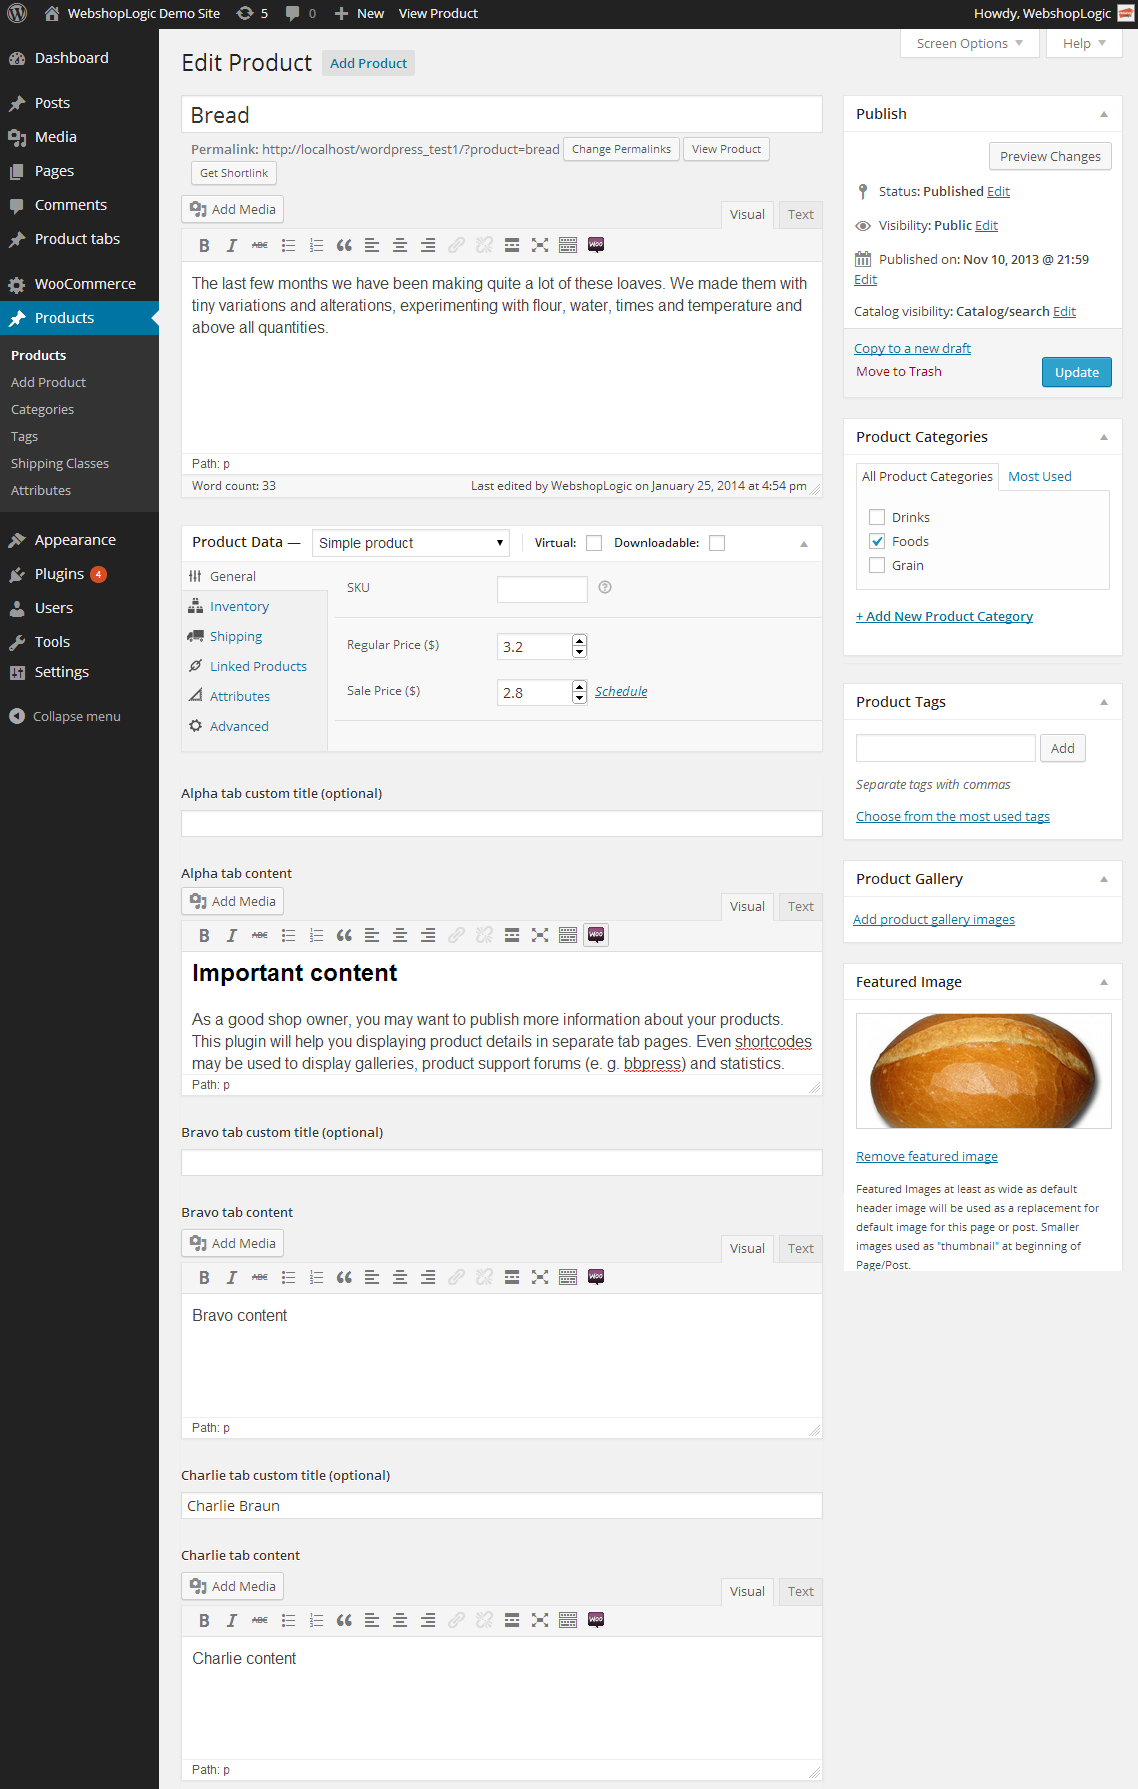 WebshopLogic Demo Site 5 0 New View Product Howdy, WebshopLogic
Dashboard
Posts
Media
Pages
Comments
Product tabs
WooCommerce
Products
Products
Add Product
Categories
Tags
Shipping Classes
Attributes
Appearance
Plugins 4
Users
Tools
Settings
Collapse menu
Screen Options Help
Edit Product Add Product
Bread
Permalink: http://localhost/wordpress_test1/?product=bread Change Permalinks View Product
Get Shortlink
Add Media Visual Text
B I ABC WOO
The last few months we have been making quite a lot of these loaves. We made them with
tiny variations and alterations, experimenting with flour, water, times and temperature and
above all quantities.
Path: p
Word count: 33 Last edited by WebshopLogic on January 25, 2014 at 4:54 pm
Product Data — Simple product Virtual: Downloadable:
General
Inventory
Shipping
Linked Products
Attributes
Advanced
SKU
Regular Price ($) 3.2
Sale Price ($) 2.8 Schedule
Alpha tab custom title (optional)
Alpha tab content
Add Media Visual Text
B I ABC WOO
Important content
As a good shop owner, you may want to publish more information about your products.
This plugin will help you displaying product details in separate tab pages. Even shortcodes
may be used to display galleries, product support forums (e. g. bbpress) and statistics.
Path: p
Bravo tab custom title (optional)
Bravo tab content
Add Media Visual Text
B I ABC WOO
Bravo content
Path: p
Charlie tab custom title (optional)
Charlie Braun
Charlie tab content
Add Media Visual Text
B I ABC WOO
Charlie content
Path: p
Publish
Preview Changes
Status: Published Edit
Visibility: Public Edit
Published on: Nov 10, 2013 @ 21:59
Edit
Catalog visibility: Catalog/search Edit
Copy to a new draft
Move to Trash Update
Product Categories
All Product Categories Most Used
Drinks
Foods
Grain
+ Add New Product Category
Product Tags
Add
Separate tags with commas
Choose from the most used tags
Product Gallery
Add product gallery images
Featured Image
Remove featured image
Featured Images at least as wide as default
header image will be used as a replacement for
default image for this page or post. Smaller
images used as "thumbnail" at beginning of
Page/Post.